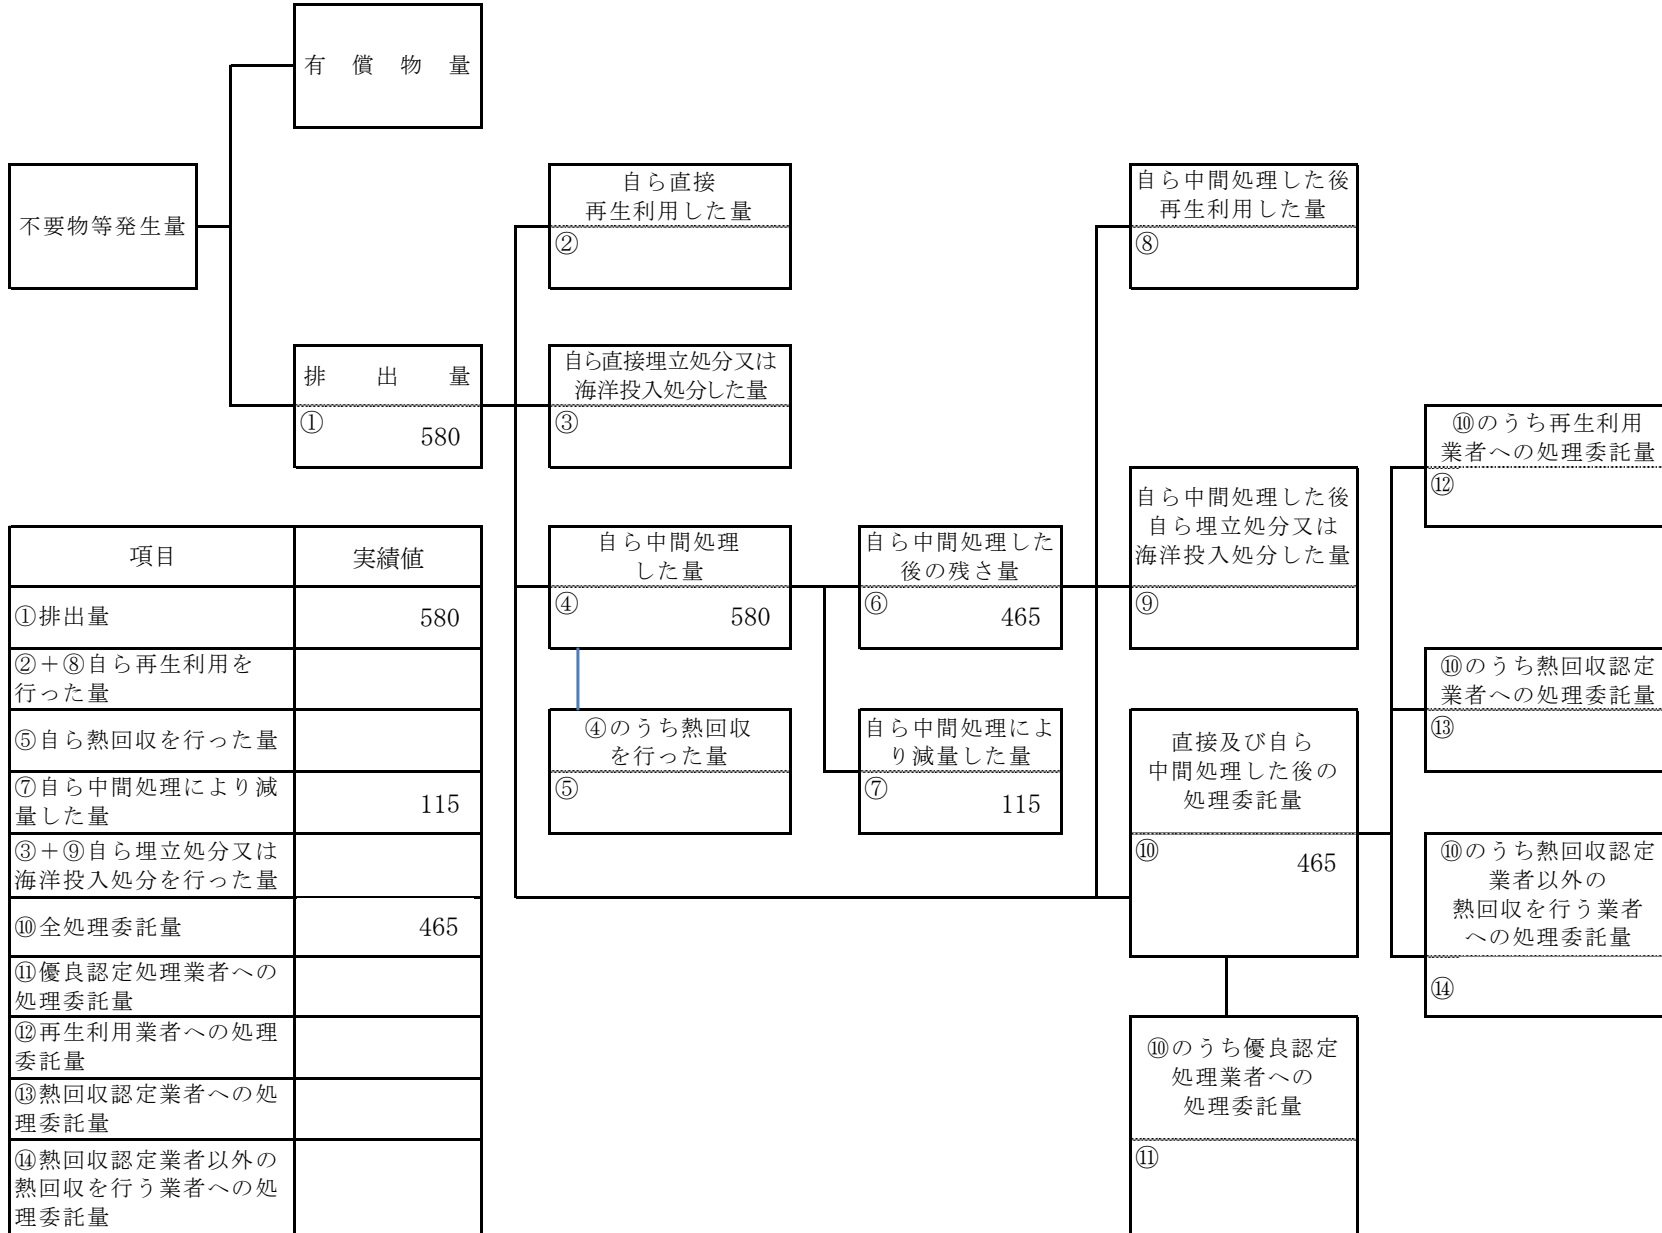 有償物量
不要物等発生量
排出量
① 580
自ら直接
再生利用した量
②
自ら直接埋立処分又は
海洋投入処分した量
③
自ら中間処理
した量
④ 580
④のうち熱回収
を行った量
⑤
自ら中間処理した
後の残さ量
⑥ 465
自ら中間処理によ
り減量した量
⑦ 115
自ら中間処理した後
再生利用した量
⑧
自ら中間処理した後
自ら埋立処分又は
海洋投入処分した量
⑨
直接及び自ら
中間処理した後の
処理委託量
⑩ 465
⑩のうち優良認定
処理業者への
処理委託量
⑪
⑩のうち再生利用
業者への処理委託量
⑫
⑩のうち熱回収認定
業者への処理委託量
⑬
⑩のうち熱回収認定
業者以外の
熱回収を行う業者
への処理委託量
⑭
項目 実績値
①排出量 580
②+⑧自ら再生利用を
行った量
⑤自ら熱回収を行った量
⑦自ら中間処理により減
量した量 115
③+⑨自ら埋立処分又は
海洋投入処分を行った量
⑩全処理委託量 465
⑪優良認定処理業者への
処理委託量
⑫再生利用業者への処理
委託量
⑬熱回収認定業者への処
理委託量
⑭熱回収認定業者以外の
熱回収を行う業者への処
理委託量